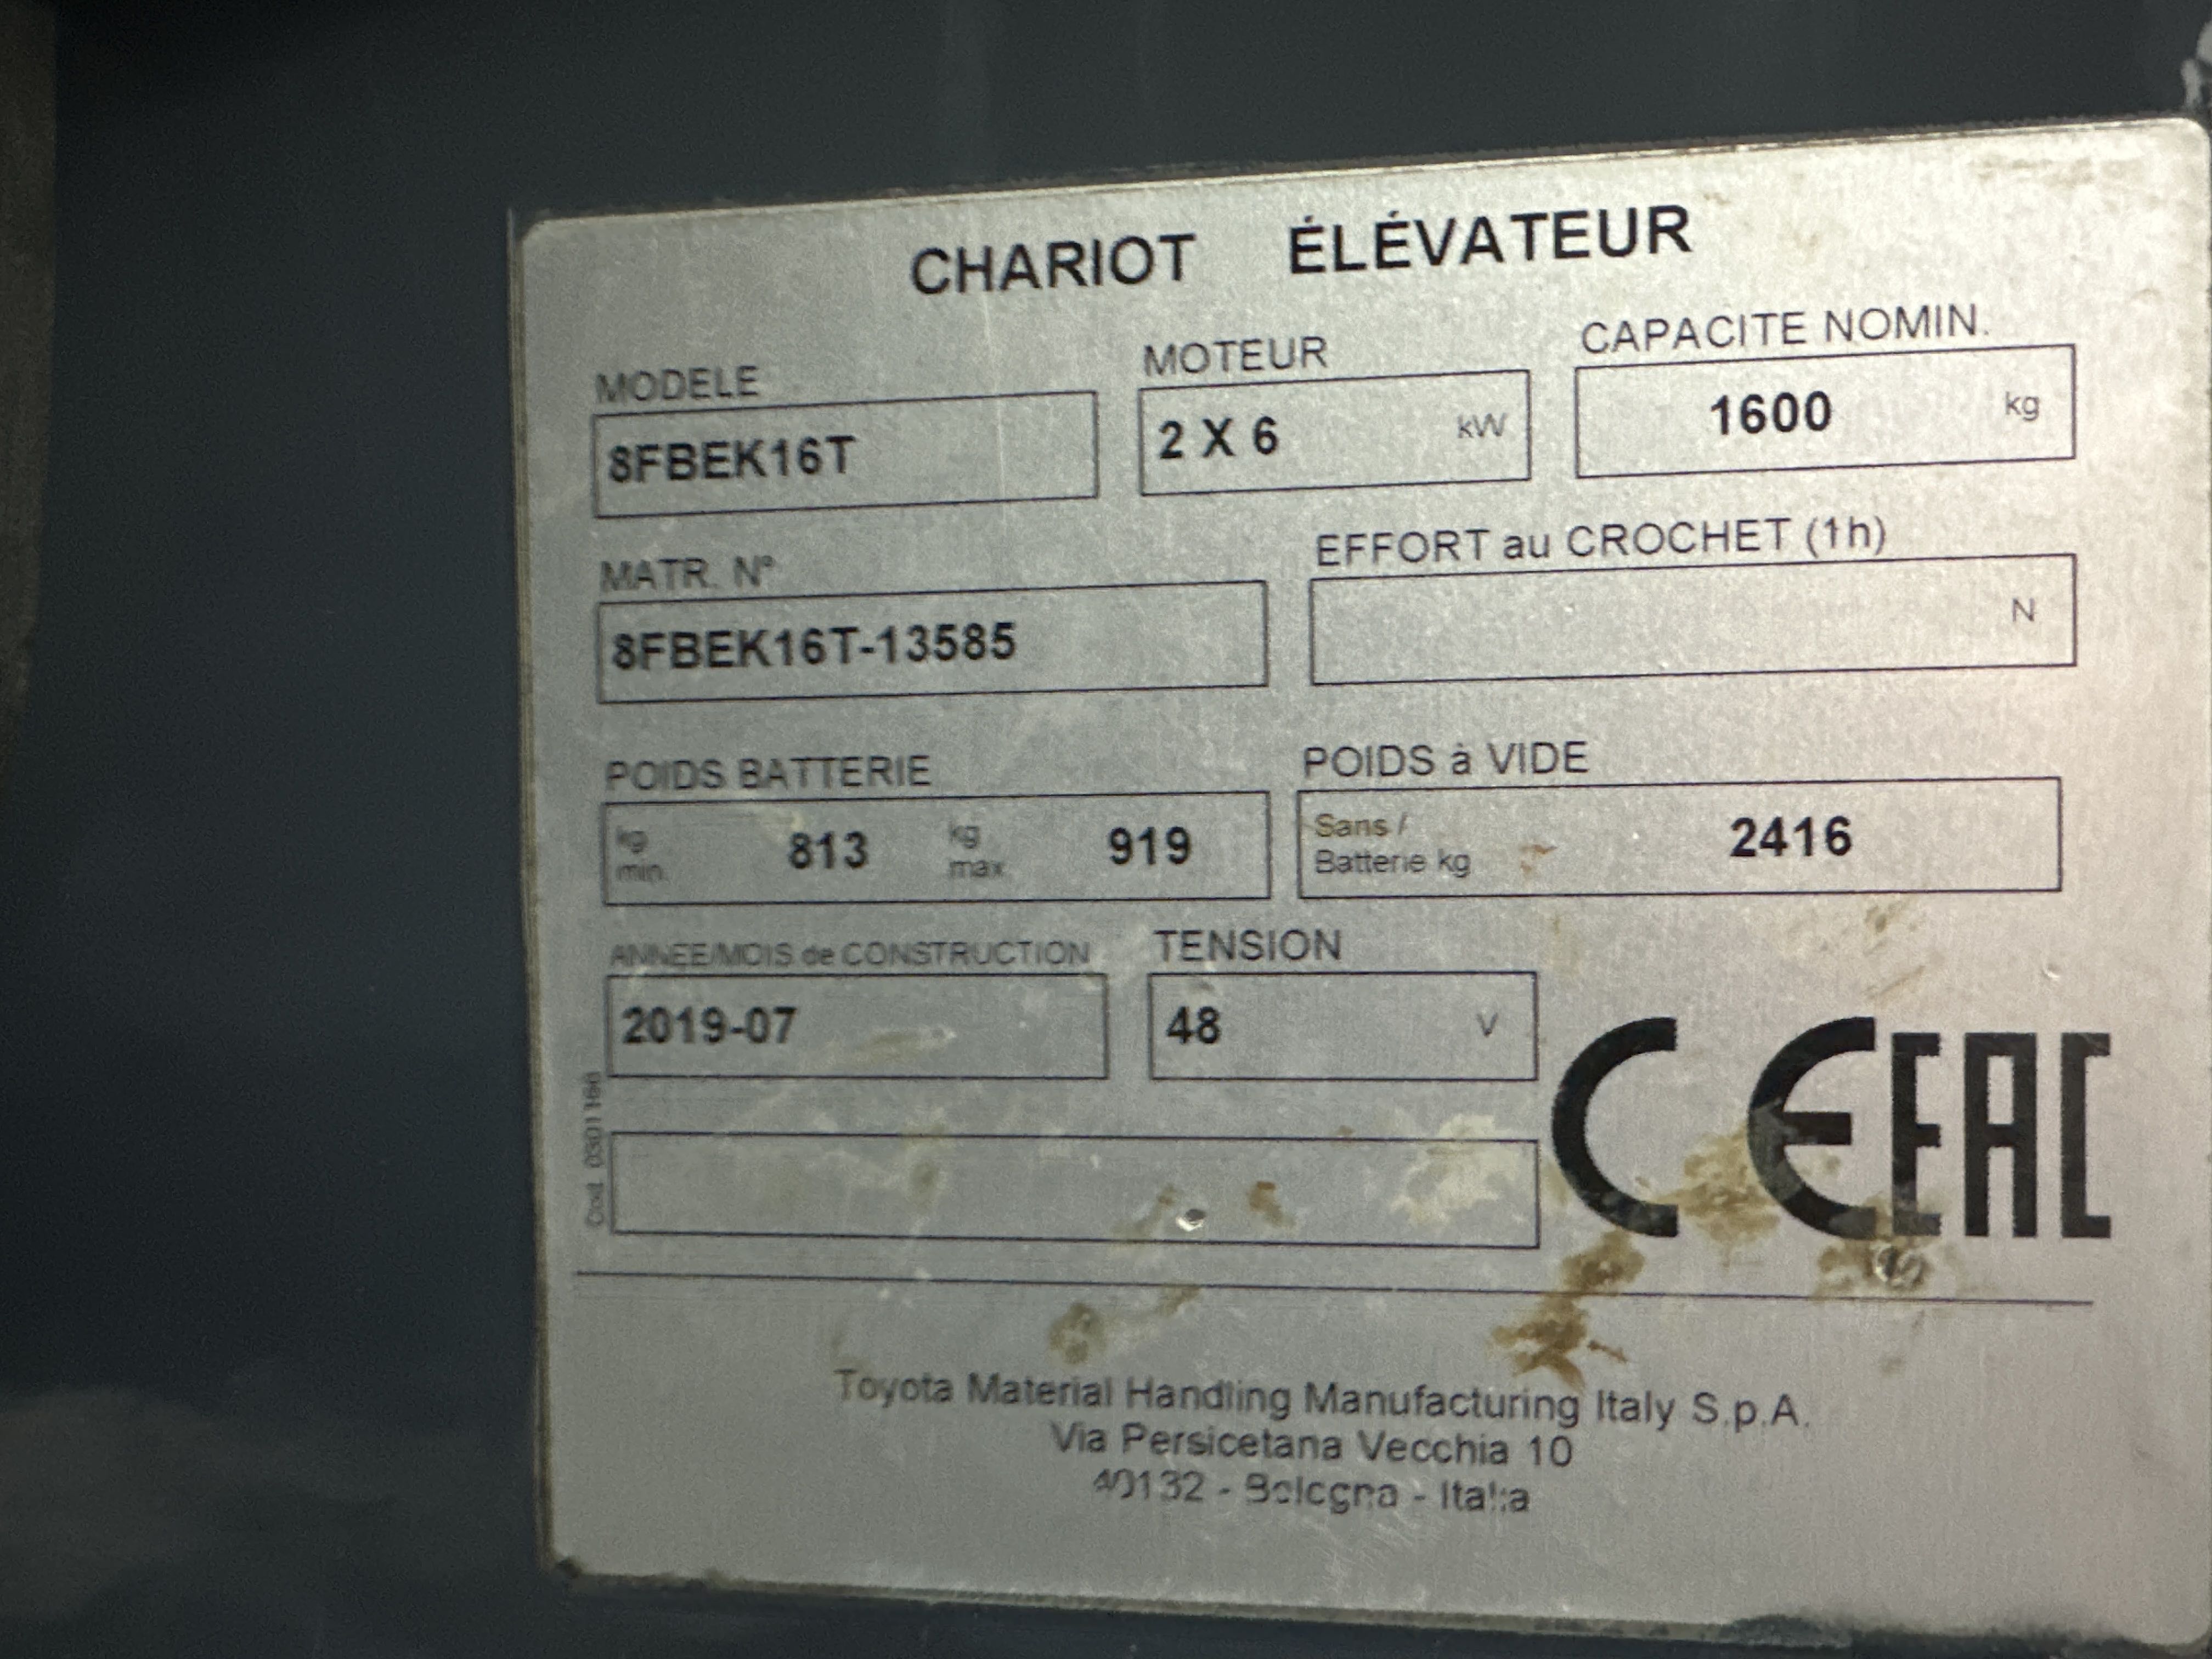 CHARIOT ÉLÉVATEUR
MODELE
8FBEK16T
MOTEUR
2 X 6 kW
CAPACITE NOMIN.
1600 kg
MATR. N°
8FBEK16T-13585
EFFORT au CROCHET (1h)
N
POIDS BATTERIE
kg min. 813 kg max. 919
POIDS à VIDE
Sans / Batterie kg 2416
ANNEE/MOIS de CONSTRUCTION
2019-07
TENSION
48 V
Cod. 0301166
CE EAC
Toyota Material Handling Manufacturing Italy S.p.A.
Via Persicetana Vecchia 10
40132 - Bologna - Italia